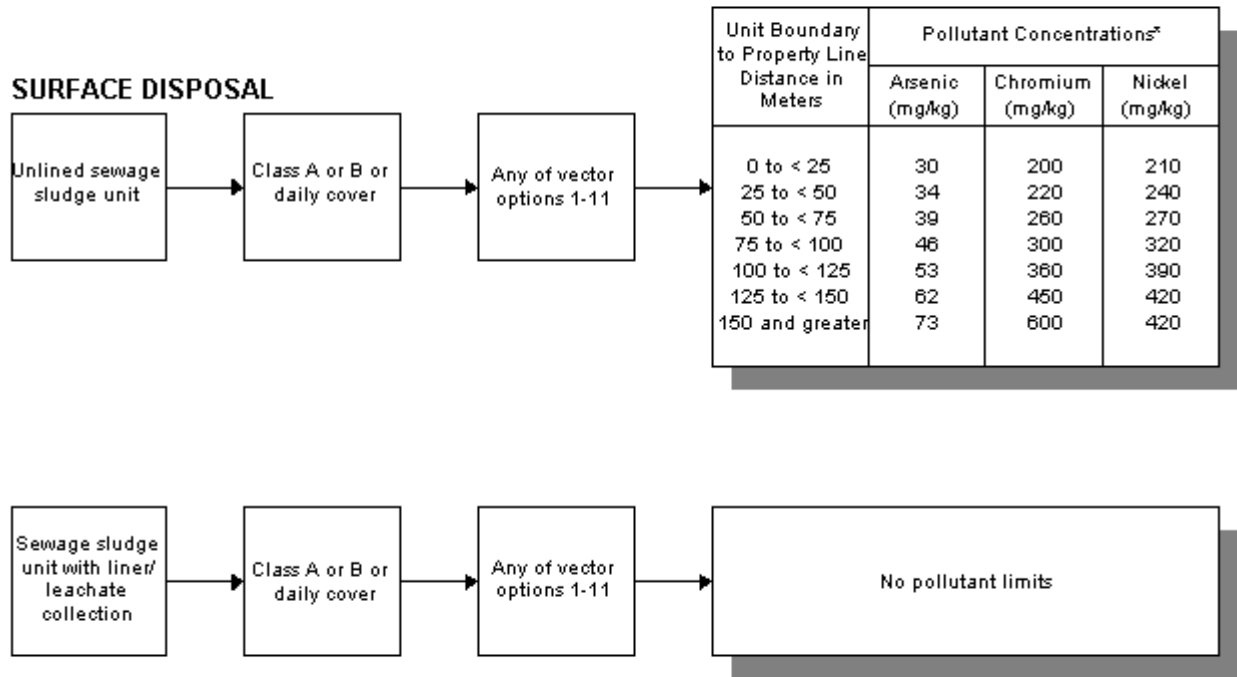 SURFACE DISPOSAL
Unlined sewage
sludge unit
Class A or B or
daily cover
Any of vector
options 1-11
Unit Boundary
to Property Line
Distance in
Meters
Pollutant Concentrations*
Arsenic
(mg/kg)
Chromium
(mg/kg)
Nickel
(mg/kg)
0 to < 25 30 200 210
25 to < 50 34 220 240
50 to < 75 39 260 270
75 to < 100 46 300 320
100 to < 125 53 360 390
125 to < 150 62 450 420
150 and greater 73 600 420
Sewage sludge
unit with liner/
leachate
collection
Class A or B or
daily cover
Any of vector
options 1-11
No pollutant limits